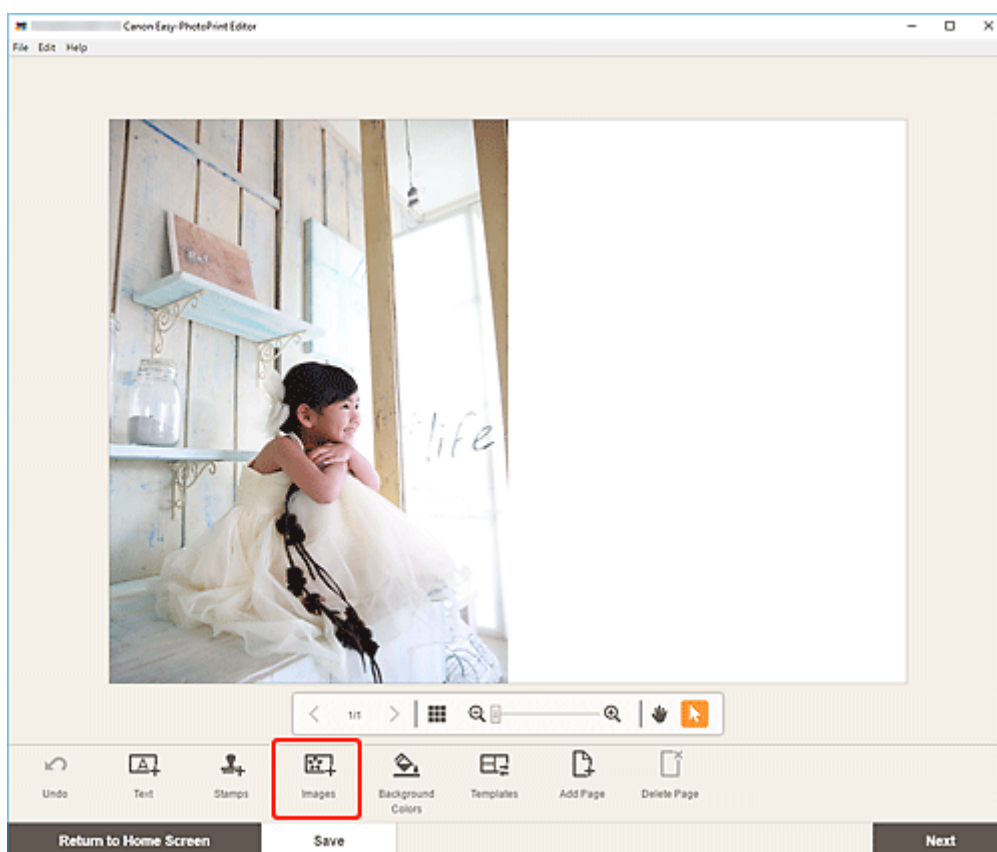 Canon Easy-PhotoPrint Editor
File Edit Help
life
1/1
Undo
Text
Stamps
Images
Background
Colors
Templates
Add Page
Delete Page
Return to Home Screen
Save
Next